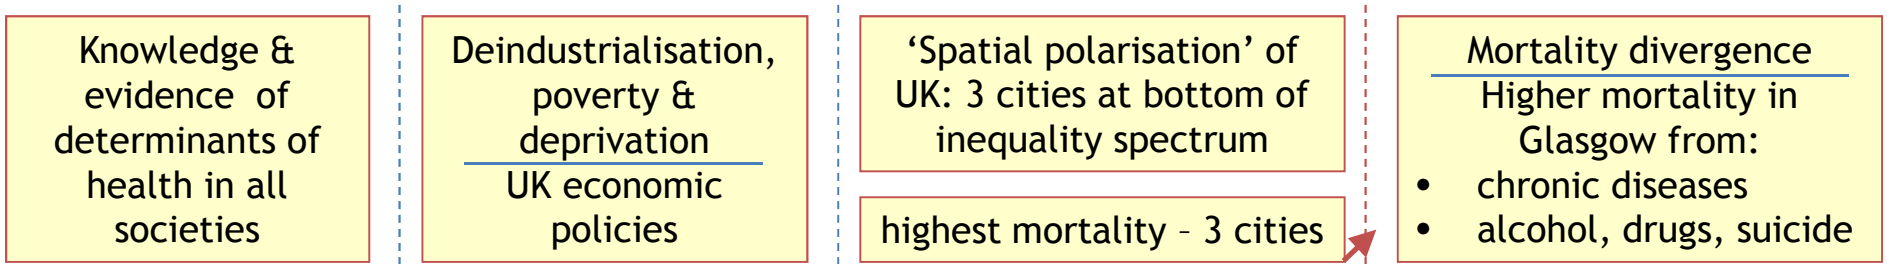 Knowledge &
evidence of
determinants of
health in all
societies
Deindustrialisation,
poverty &
deprivation
UK economic
policies
‘Spatial polarisation’ of
UK: 3 cities at bottom of
inequality spectrum
highest mortality – 3 cities
Mortality divergence
Higher mortality in
Glasgow from:
• chronic diseases
• alcohol, drugs, suicide